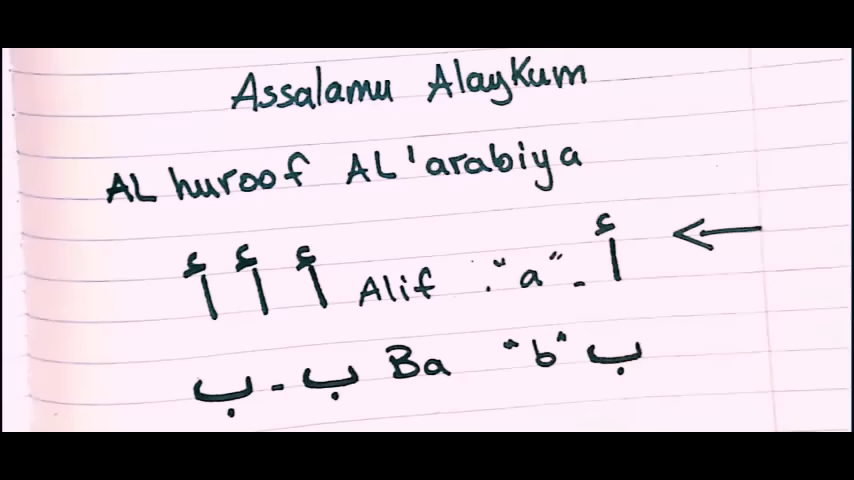 Assalamu Alaykum
AL huroof AL'arabiya
أ أ أ Alif : "a" - أ ←
ب - ب Ba "b" ب